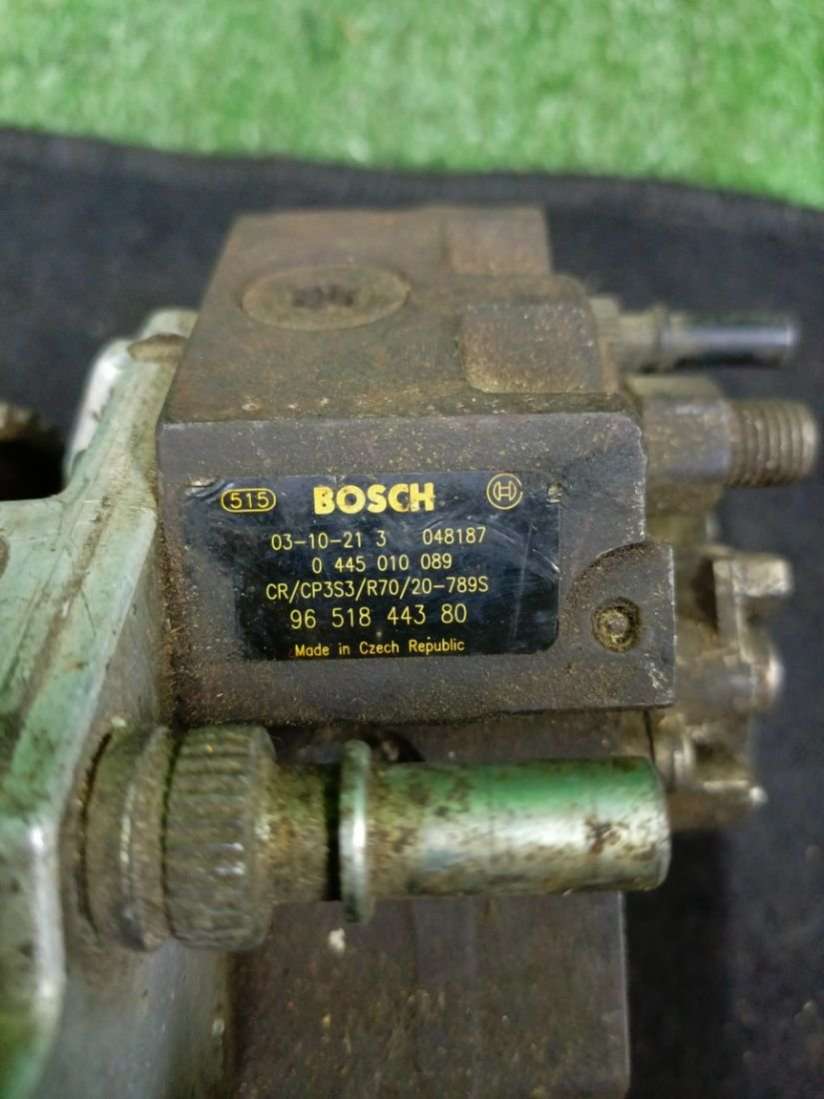 515 BOSCH
03-10-21 3 048187
0 445 010 089
CR/CP3S3/R70/20-789S
96 518 443 80
Made in Czech Republic